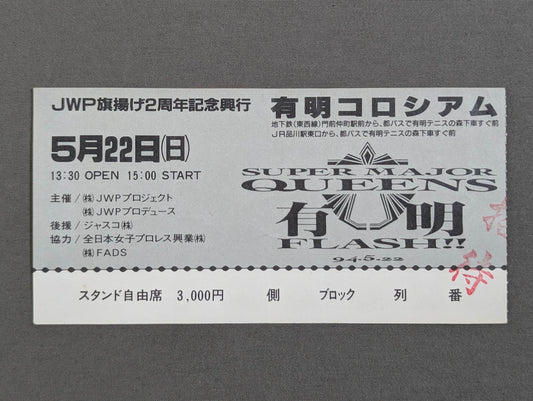 JWP旗揚げ2周年記念興行
5月22日(日)
13:30 OPEN 15:00 START
主催/㈱JWPプロジェクト
㈱JWPプロデュース
後援/ジャスコ㈱
協力/全日本女子プロレス興業㈱
㈱FADS
有明コロシアム
地下鉄(東西線)門前仲町駅前から、都バスで有明テニスの森下車すぐ前
JR品川駅東口から、都バスで有明テニスの森下車すぐ前
SUPER MAJOR
QUEENS
有明
FLASH!!
94.5.22
スタンド自由席 3,000円 側 ブロック 列 番